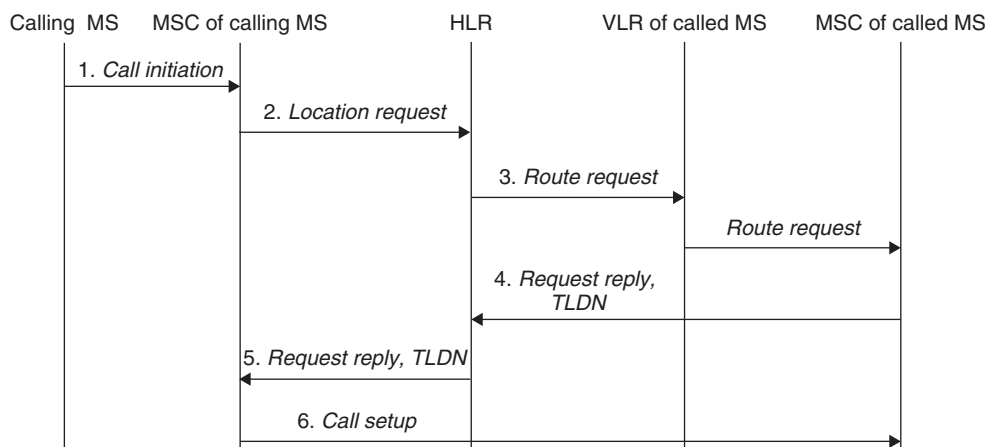 Calling MS MSC of calling MS HLR VLR of called MS MSC of called MS
1. Call initiation
2. Location request
3. Route request
Route request
4. Request reply,
TLDN
5. Request reply, TLDN
6. Call setup